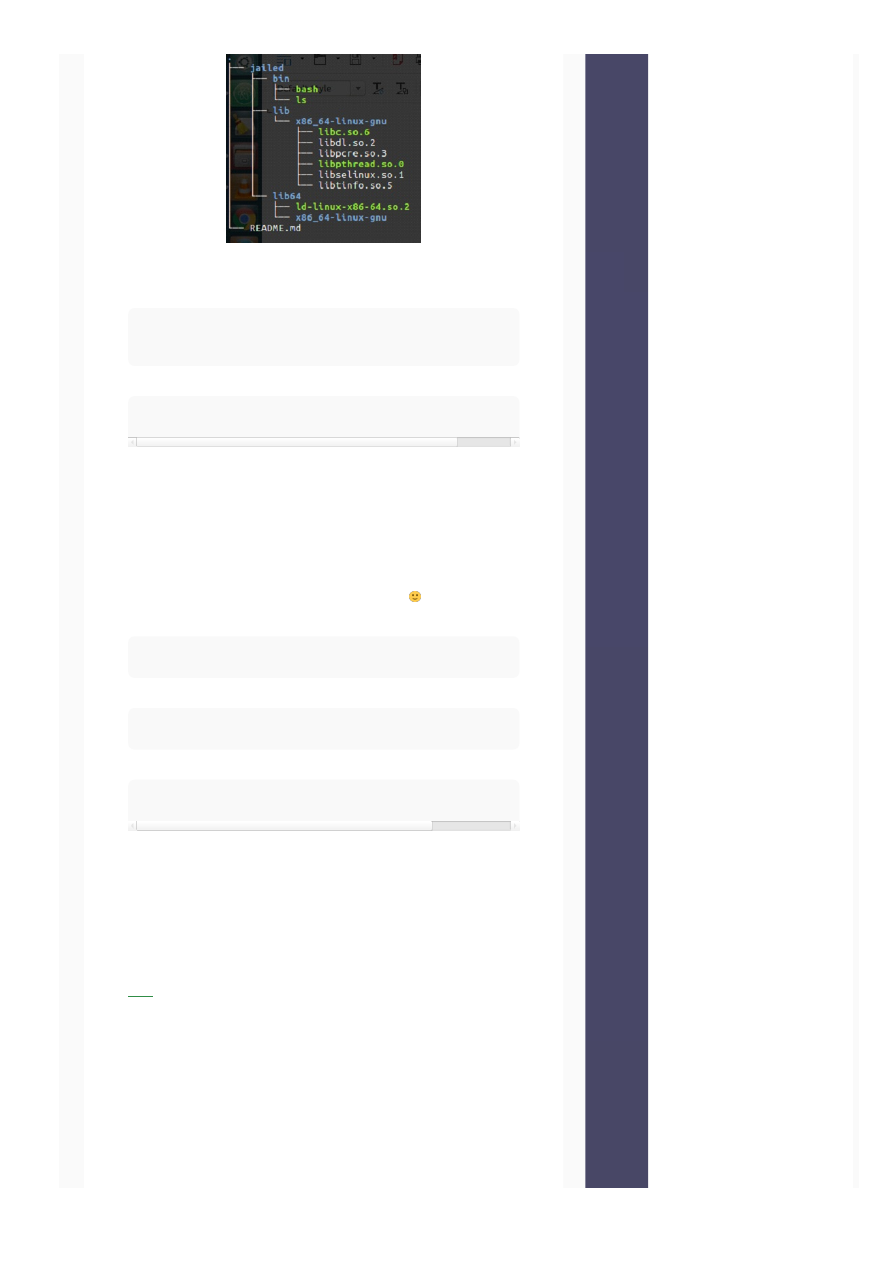 .
├── jailed
│   ├── bin
│   │   ├── bash
│   │   └── ls
│   ├── lib
│   │   └── x86_64-linux-gnu
│   │       ├── libc.so.6
│   │       ├── libdl.so.2
│   │       ├── libpcre.so.3
│   │       ├── libpthread.so.0
│   │       ├── libselinux.so.1
│   │       └── libtinfo.so.5
│   └── lib64
│       ├── ld-linux-x86-64.so.2
│       └── x86_64-linux-gnu
└── README.md